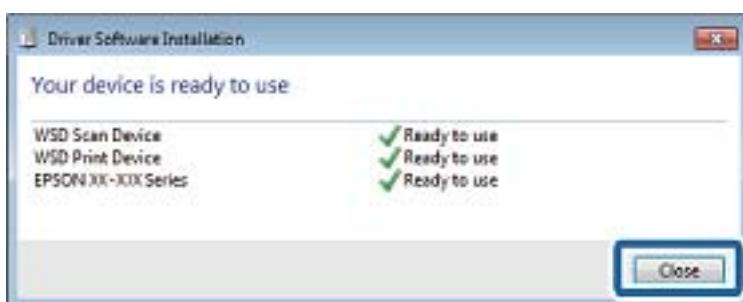 Driver Software Installation
Your device is ready to use
WSD Scan Device Ready to use
WSD Print Device Ready to use
EPSON XX-XXX Series Ready to use
Close